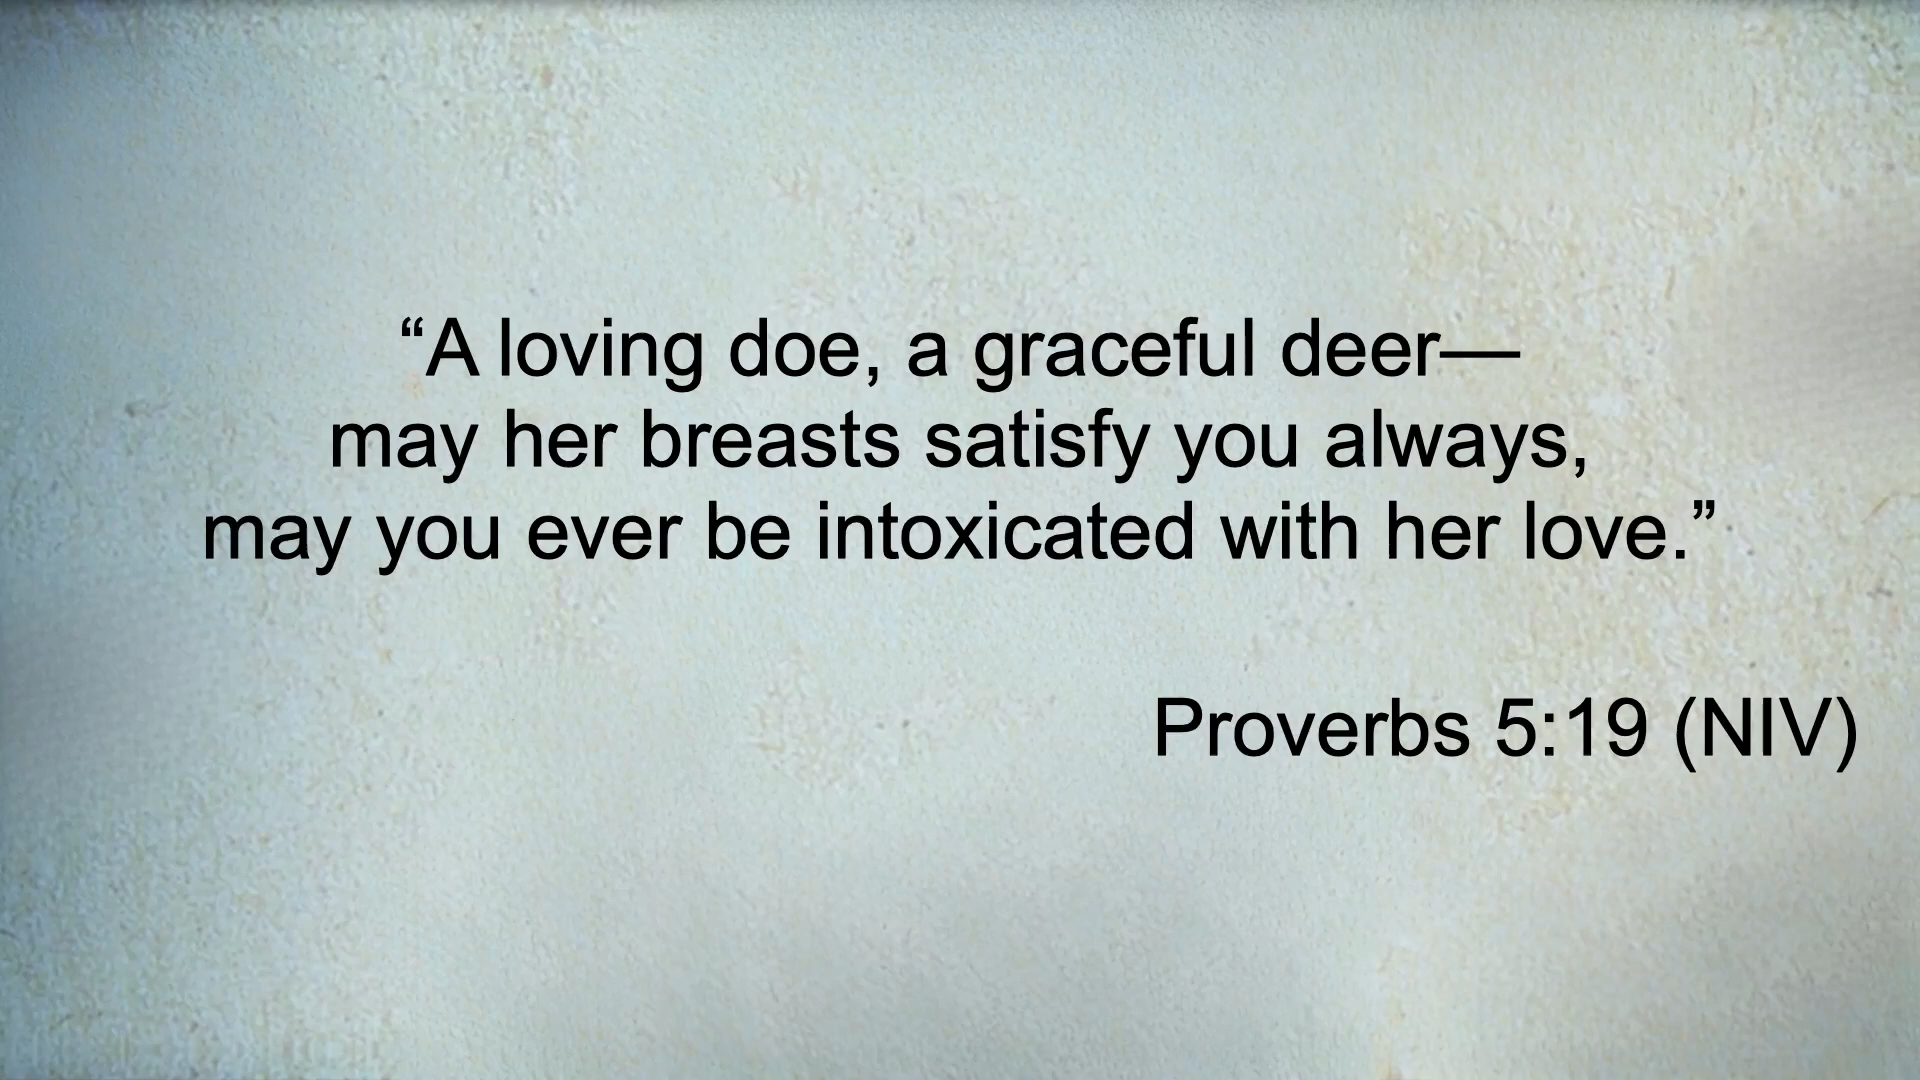 “A loving doe, a graceful deer—
may her breasts satisfy you always,
may you ever be intoxicated with her love.”
Proverbs 5:19 (NIV)